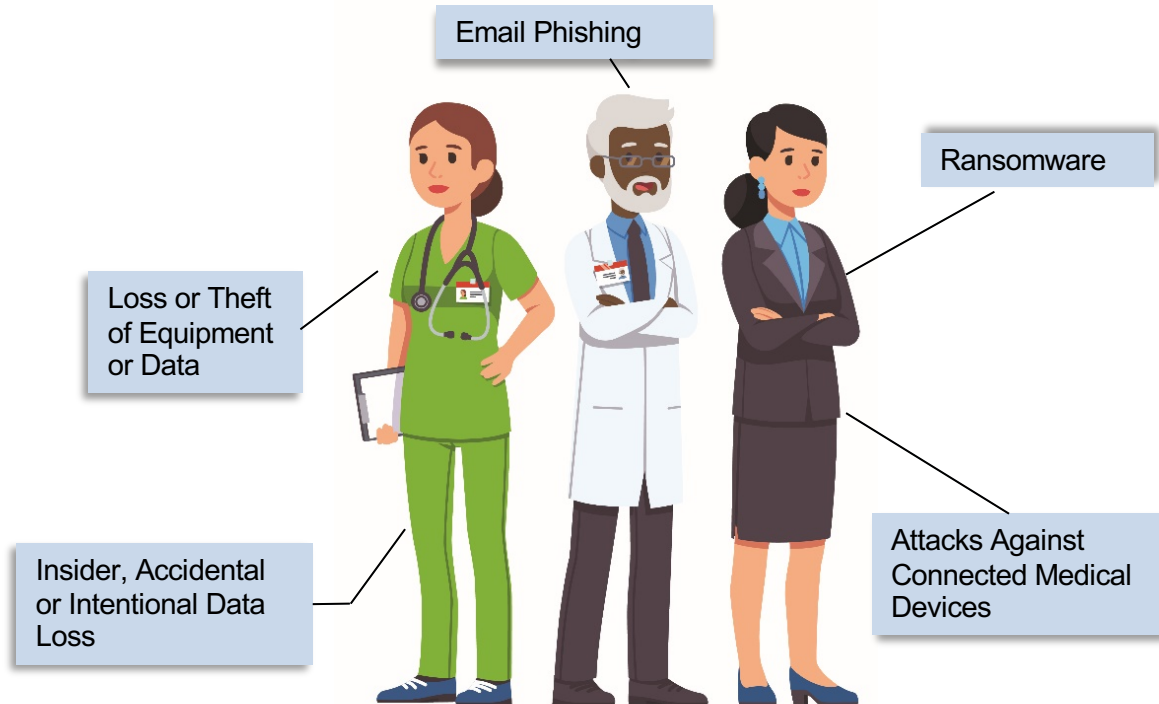 Email Phishing
Ransomware
Loss or Theft
of Equipment
or Data
Attacks Against
Connected Medical
Devices
Insider, Accidental
or Intentional Data
Loss